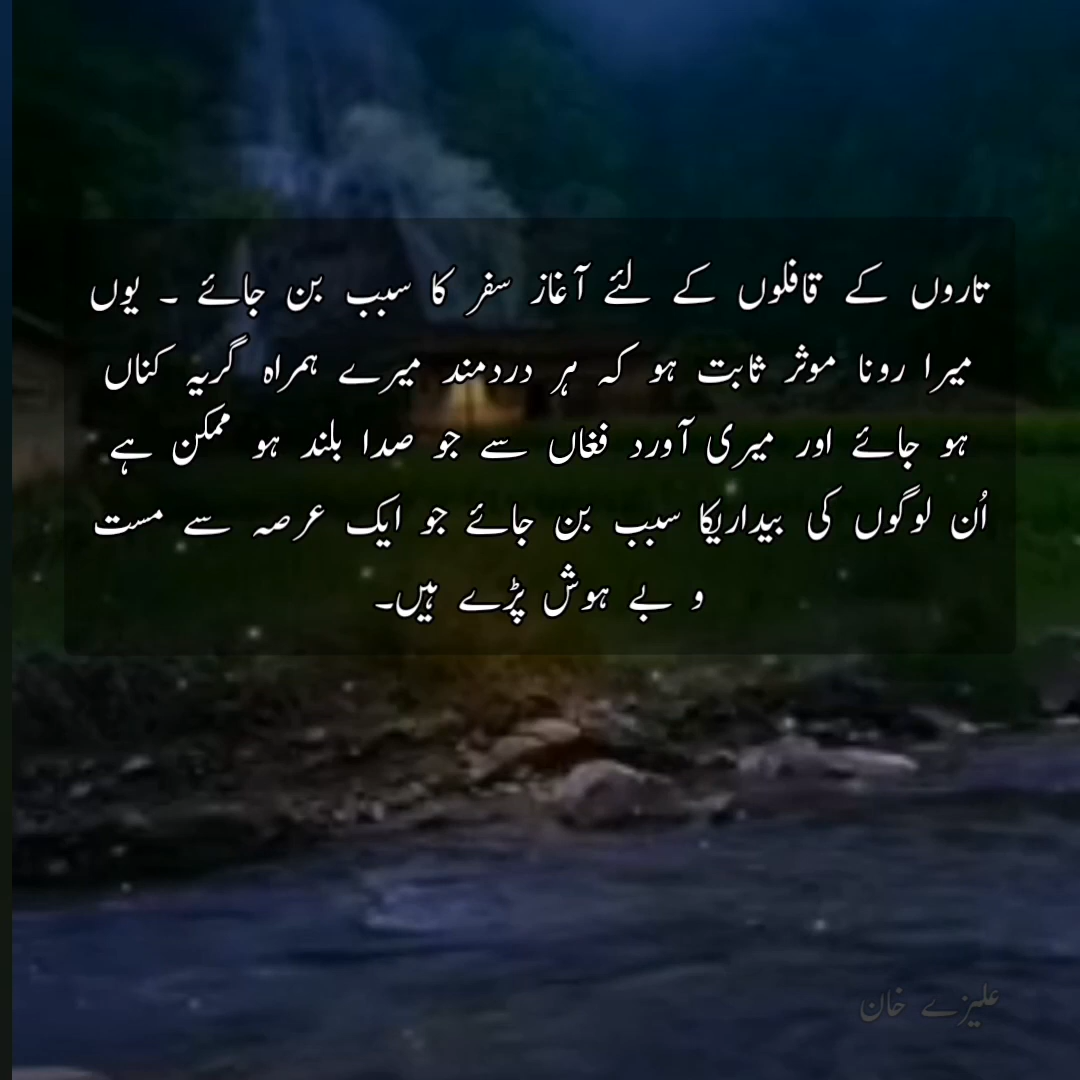 تاروں کے قافلوں کے لئے آغاز سفر کا سبب بن جائے ۔ یوں
میرا رونا موثر ثابت ہو کہ ہر دردمند میرے ہمراہ گریہ کناں
ہو جائے اور میری آورد فغاں سے جو صدا بلند ہو ممکن ہے
اُن لوگوں کی بیداریکا سبب بن جائے جو ایک عرصہ سے مست
و بے ہوش پڑے ہیں۔
علیزے خان